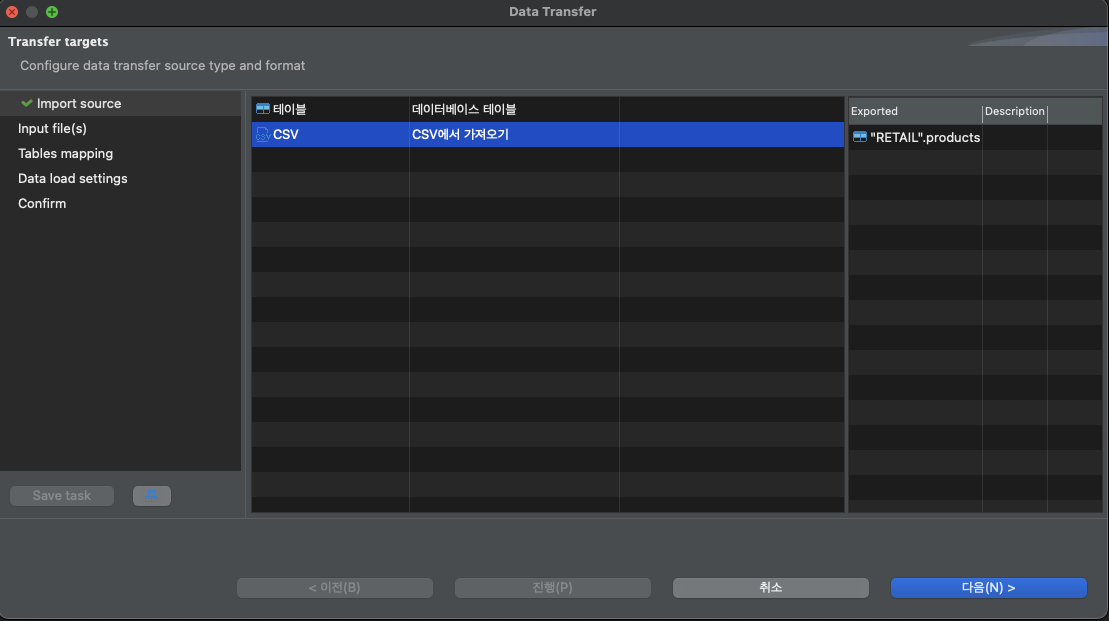 Data Transfer
Transfer targets
Configure data transfer source type and format
Import source
Input file(s)
Tables mapping
Data load settings
Confirm
테이블 데이터베이스 테이블
CSV CSV에서 가져오기
Exported Description
"RETAIL".products
Save task
< 이전(B) 진행(P) 취소 다음(N) >